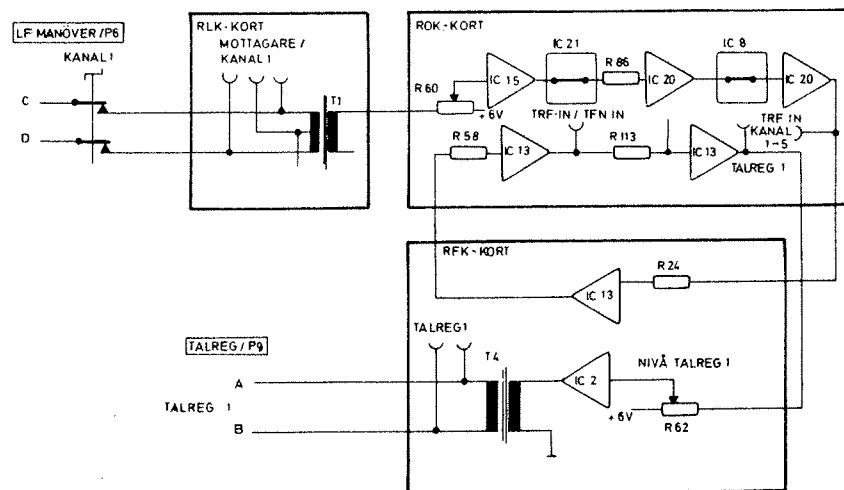 LF MANÖVER/P6
KANAL 1
C
D
RLK-KORT
MOTTAGARE/
KANAL 1
T1
ROK-KORT
R 60
+6V
IC 15
IC 21
R 86
IC 20
IC 8
IC 20
R 58
IC 13
TRF-IN / TFN IN
R 113
IC 13
TRF IN
KANAL
1-5
TALREG 1
RFK-KORT
IC 13
R 24
TALREG/P9
TALREG 1
A
TALREG 1
B
T4
IC 2
NIVÅ TALREG 1
+6V
R 62